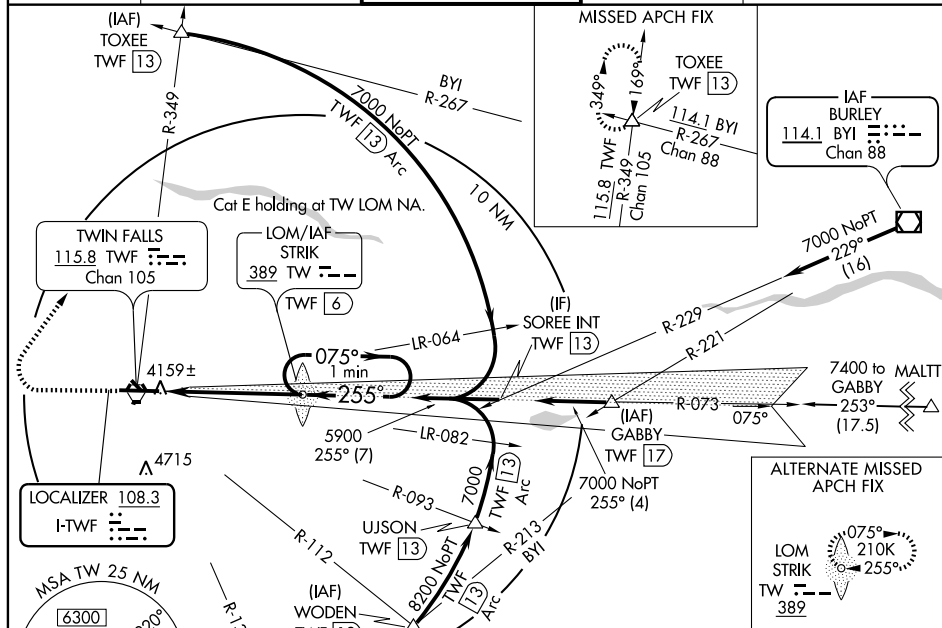 (IAF)
TOXEE
TWF 13
R-349
BYI
R-267
7000 NoPT
TWF 13 Arc
10 NM
MISSED APCH FIX
349°
169°
TOXEE
TWF 13
114.1 BYI
R-267
Chan 88
115.8 TWF
R-349
Chan 105
IAF
BURLEY
114.1 BYI
Chan 88
7000 NoPT
229°
(16)
Cat E holding at TW LOM NA.
TWIN FALLS
115.8 TWF
Chan 105
LOM/IAF
STRIK
389 TW
TWF 6
(IF)
SOREE INT
TWF 13
LR-064
R-229
R-221
075°
1 min
255°
4159±
7400 to
GABBY
253°
(17.5)
MALTT
R-073
075°
(IAF)
GABBY
TWF 17
5900
255° (7)
LR-082
7000 NoPT
255° (4)
4715
LOCALIZER 108.3
I-TWF
R-093
7000
TWF 13
Arc
UJSON
TWF 13
R-213
BYI
R-112
8200 NoPT
TWF
13
Arc
(IAF)
WODEN
ALTERNATE MISSED
APCH FIX
075°
210K
255°
LOM
STRIK
TW
389
MSA TW 25 NM
6300